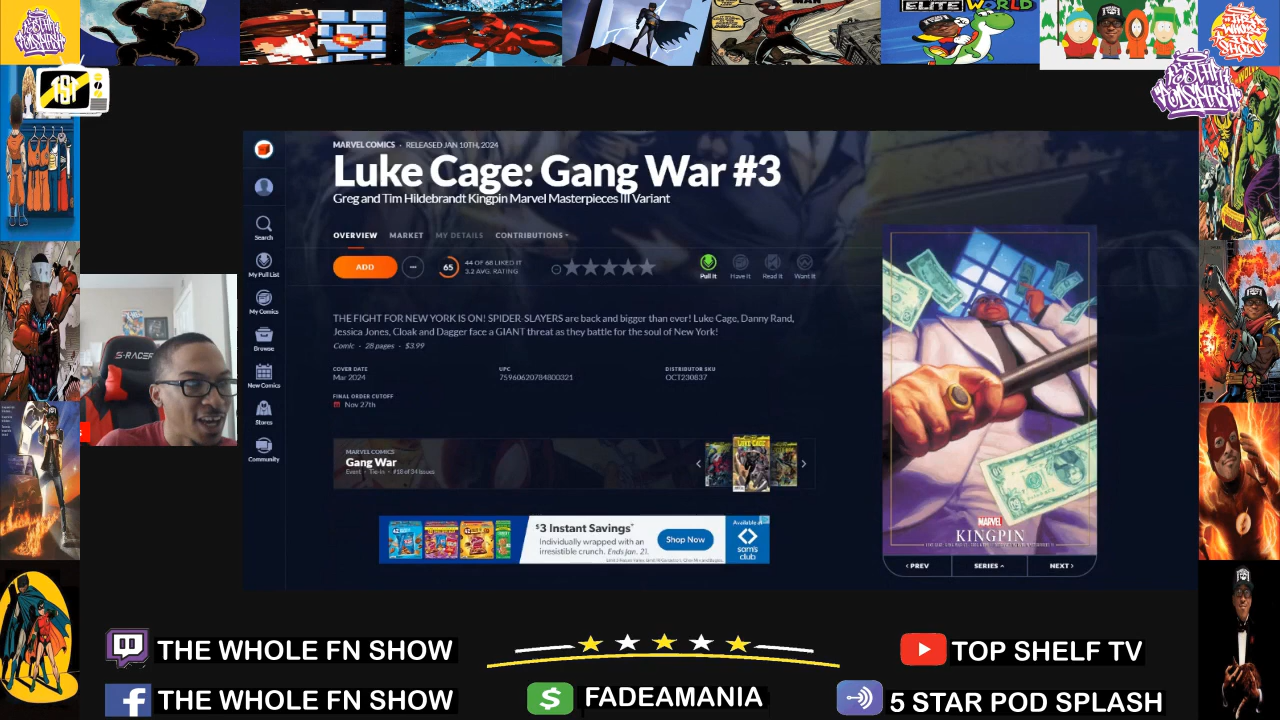 ELITE WORLD
TST
MARVEL COMICS · RELEASED JAN 10TH, 2024
Luke Cage: Gang War #3
Greg and Tim Hildebrandt Kingpin Marvel Masterpieces III Variant
OVERVIEW MARKET MY DETAILS CONTRIBUTIONS
ADD
65
44 OF 68 LIKED IT
3.2 AVG. RATING
Pull It Have It Read It Want It
Search
My Pull List
My Comics
Browse
New Comics
Stores
Community
THE FIGHT FOR NEW YORK IS ON! SPIDER-SLAYERS are back and bigger than ever! Luke Cage, Danny Rand,
Jessica Jones, Cloak and Dagger face a GIANT threat as they battle for the soul of New York!
Comic · 28 pages · $3.99
COVER DATE
Mar 2024
UPC
75960620784800321
DISTRIBUTOR SKU
OCT230837
FINAL ORDER CUTOFF
Nov 27th
MARVEL COMICS
Gang War
Event · Tie-In · #18 of 34 Issues
LUKE CAGE
$3 Instant Savings*
Individually wrapped with an
irresistible crunch. Ends Jan. 21.
Shop Now
Available at
sam's
club
MARVEL
KINGPIN
‹ PREV SERIES NEXT ›
S-RACER
THE WHOLE FN SHOW
THE WHOLE FN SHOW
FADEAMANIA
TOP SHELF TV
5 STAR POD SPLASH